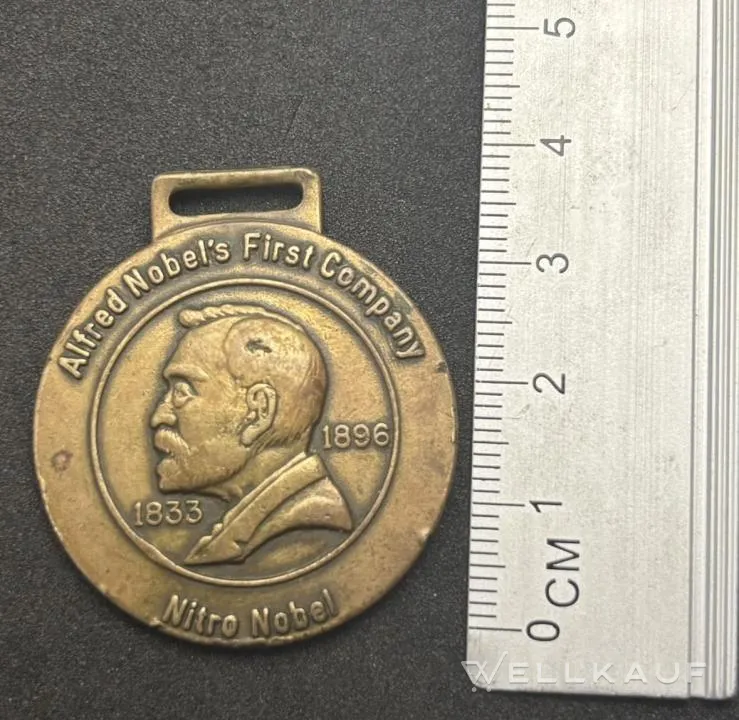 Alfred Nobel's First Company
1896
1833
Nitro Nobel
5
4
3
2
1
0 CM
WELLKAUF